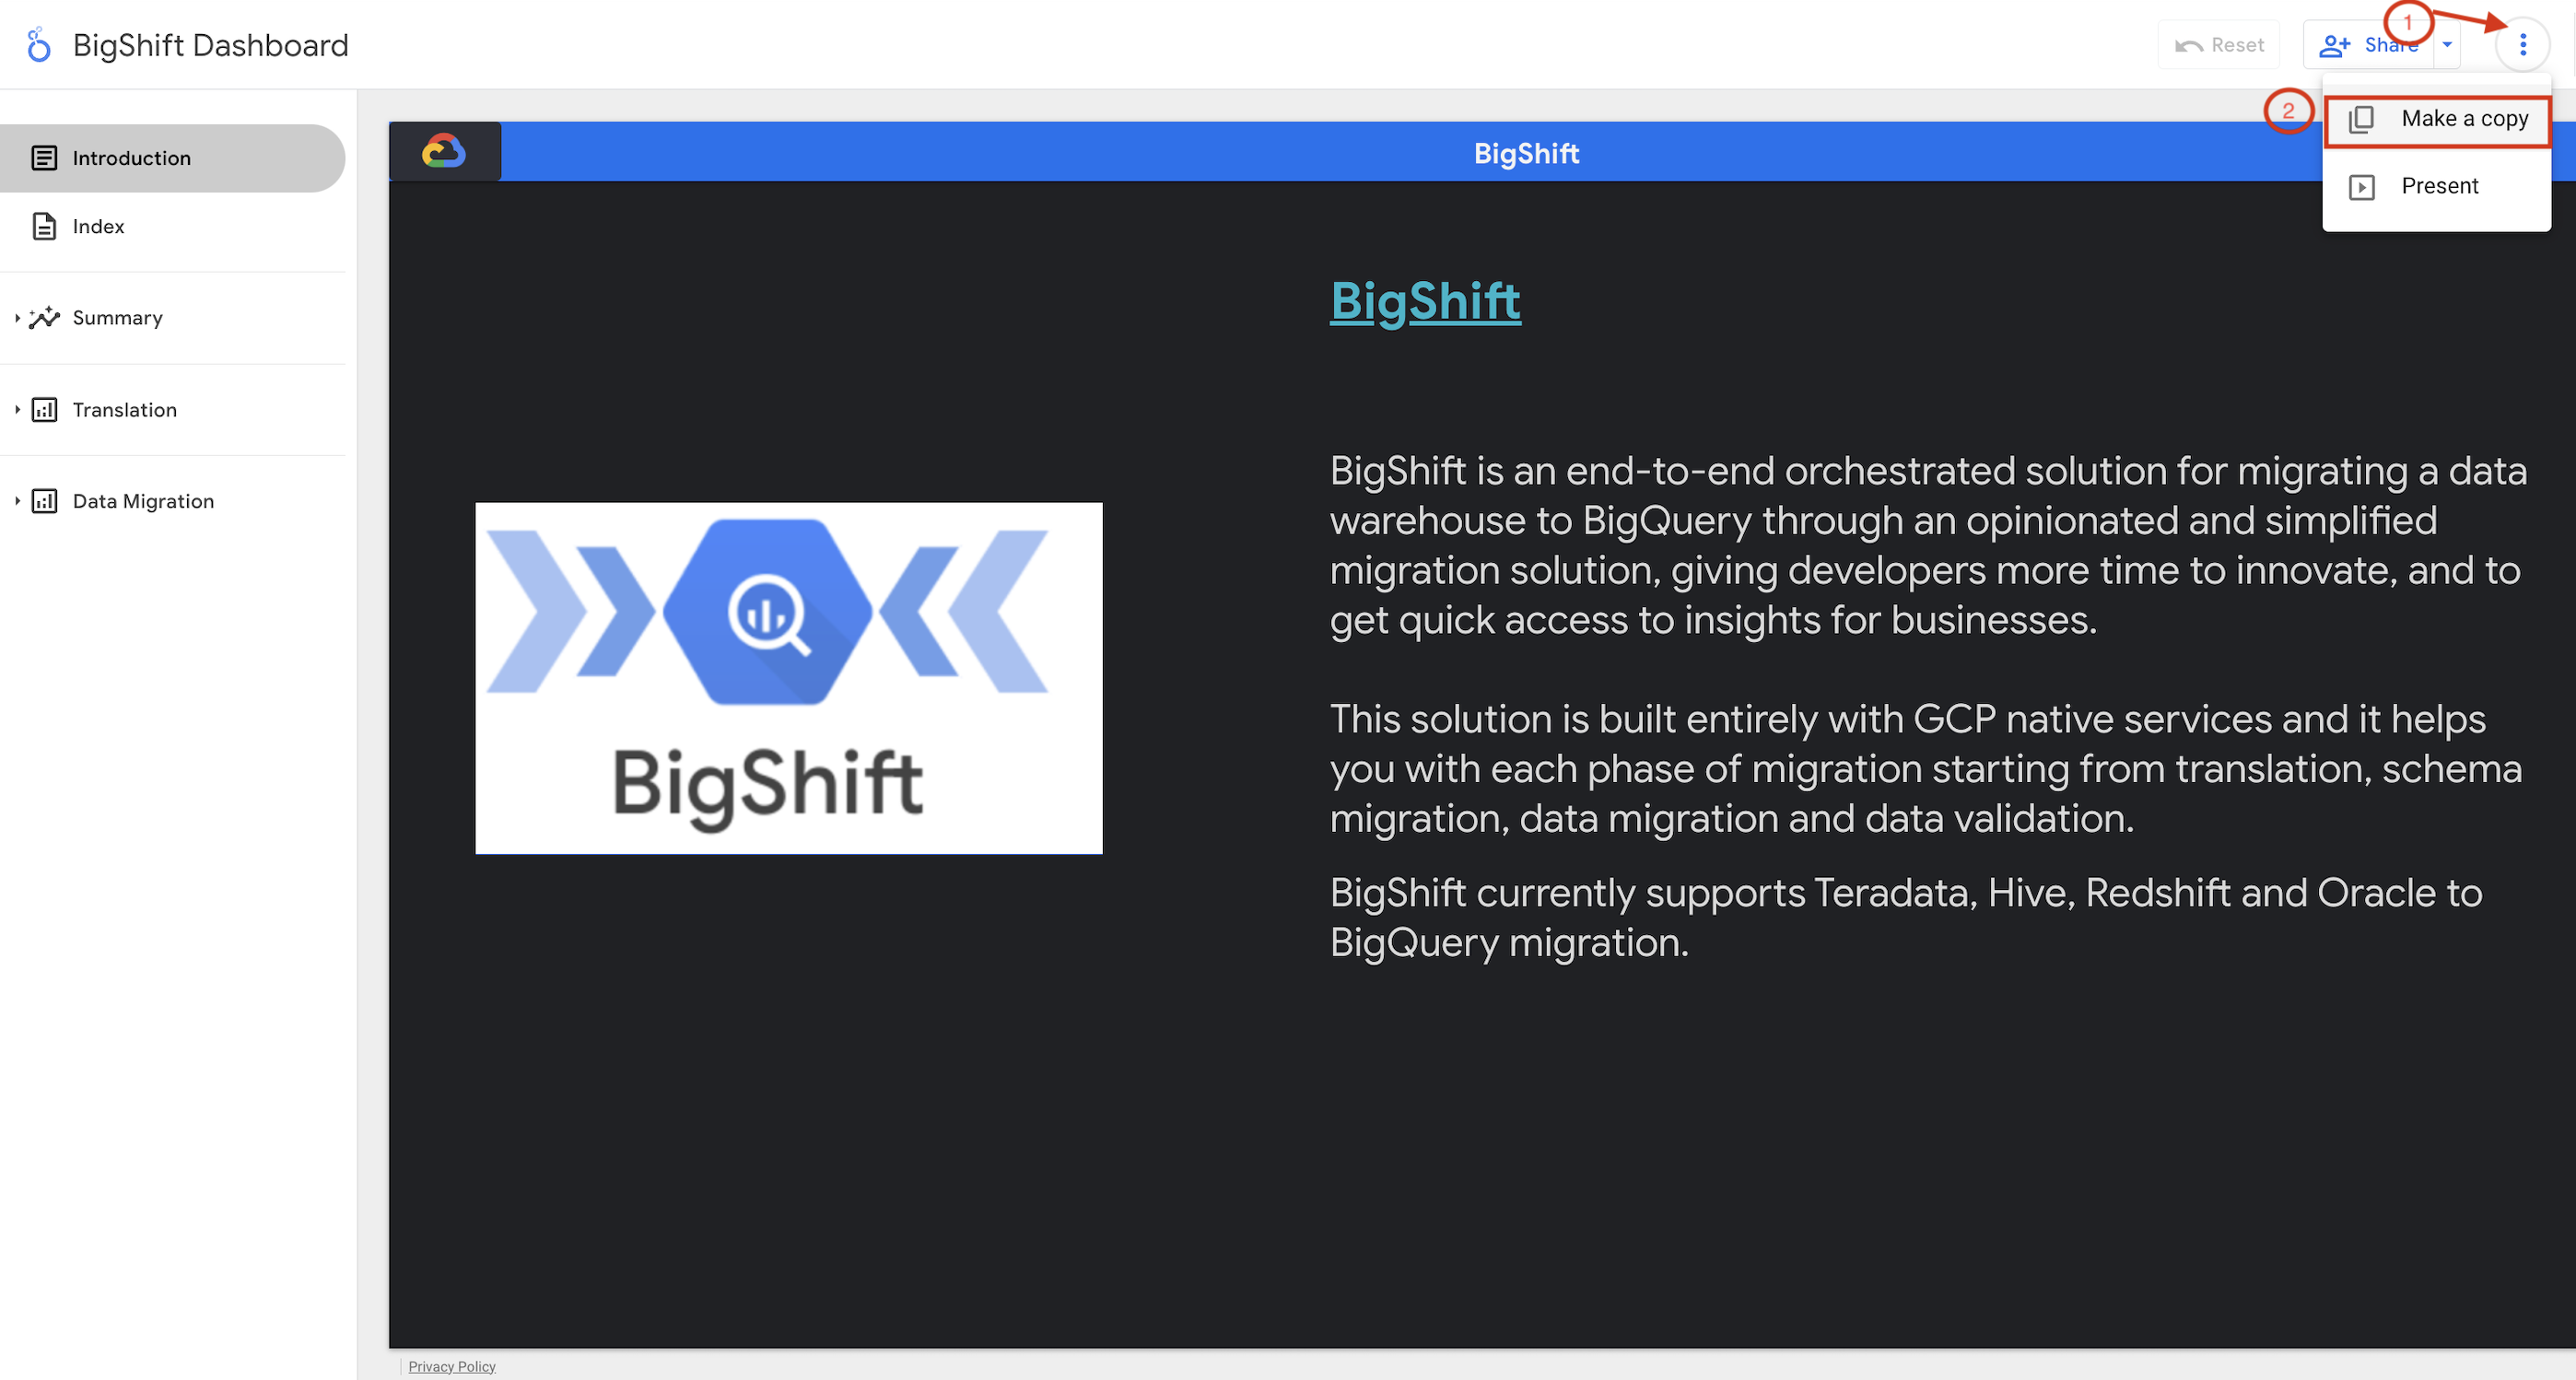 BigShift Dashboard
Reset
Share
1
2
Make a copy
Present
Introduction
Index
Summary
Translation
Data Migration
BigShift
BigShift
BigShift is an end-to-end orchestrated solution for migrating a data
warehouse to BigQuery through an opinionated and simplified
migration solution, giving developers more time to innovate, and to
get quick access to insights for businesses.
This solution is built entirely with GCP native services and it helps
you with each phase of migration starting from translation, schema
migration, data migration and data validation.
BigShift currently supports Teradata, Hive, Redshift and Oracle to
BigQuery migration.
BigShift
Privacy Policy